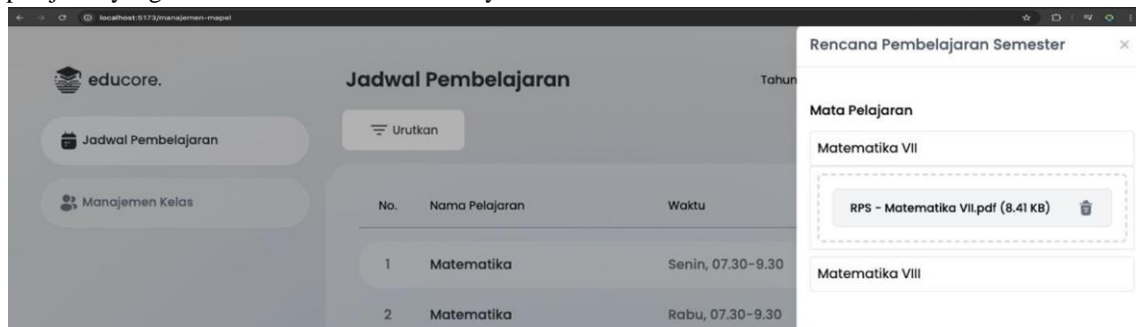 localhost:5173/manajemen-mapel
educore.
Jadwal Pembelajaran
Manajemen Kelas
Jadwal Pembelajaran
Tahun
Urutkan
No. Nama Pelajaran Waktu
1 Matematika Senin, 07.30-9.30
2 Matematika Rabu, 07.30-9.30
Rencana Pembelajaran Semester
Mata Pelajaran
Matematika VII
RPS - Matematika VII.pdf (8.41 KB)
Matematika VIII